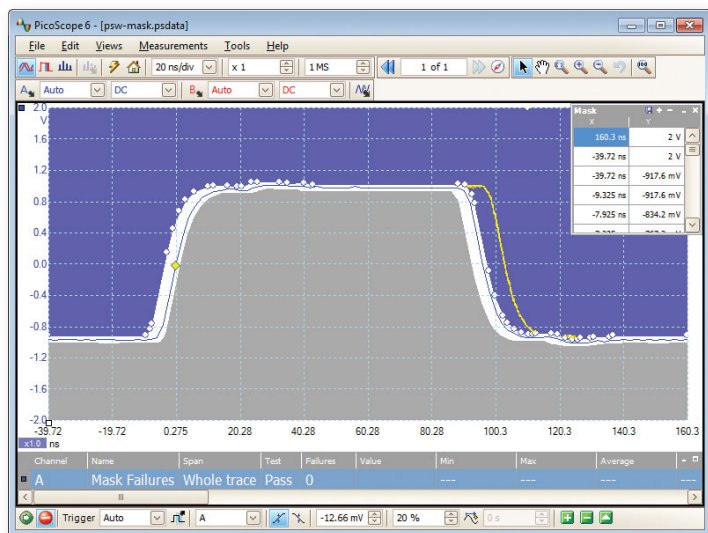 PicoScope 6 - [psw-mask.psdata]
File Edit Views Measurements Tools Help
20 ns/div x 1 1 MS 1 of 1
A Auto DC B Auto DC
2.0
V
1.6
1.2
0.8
0.4
0.0
-0.4
-0.8
-1.2
-1.6
-2.0
-39.72 -19.72 0.275 20.28 40.28 60.28 80.28 100.3 120.3 140.3 160.3
x1.0 ns
Mask
X Y
160.3 ns 2 V
-39.72 ns 2 V
-39.72 ns -917.6 mV
-9.325 ns -917.6 mV
-7.925 ns -834.2 mV
Channel Name Span Test Failures Value Min Max Average
A Mask Failures Whole trace Pass 0 --- --- ---
Trigger Auto A -12.66 mV 20 % 0 s